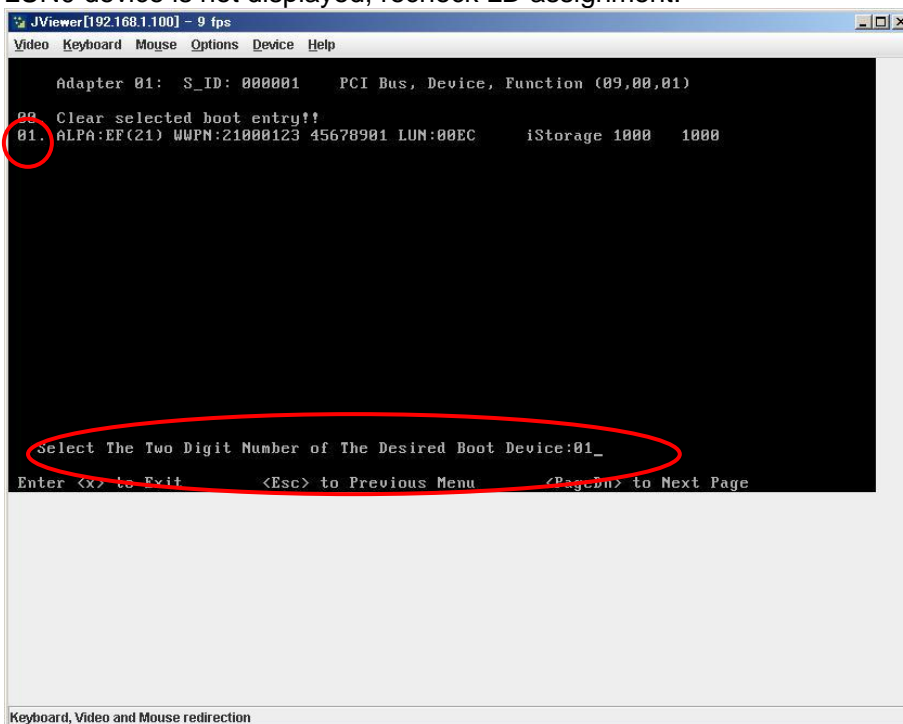 JViewer[192.168.1.100] - 9 fps
Video Keyboard Mouse Options Device Help
Adapter 01: S_ID: 000001 PCI Bus, Device, Function (09,00,01)
00. Clear selected boot entry!!
01. ALPA:EF(21) WWPN:21000123 45678901 LUN:00EC iStorage 1000 1000
Select The Two Digit Number of The Desired Boot Device:01_
Enter <x> to Exit <Esc> to Previous Menu <PageDn> to Next Page
Keyboard, Video and Mouse redirection